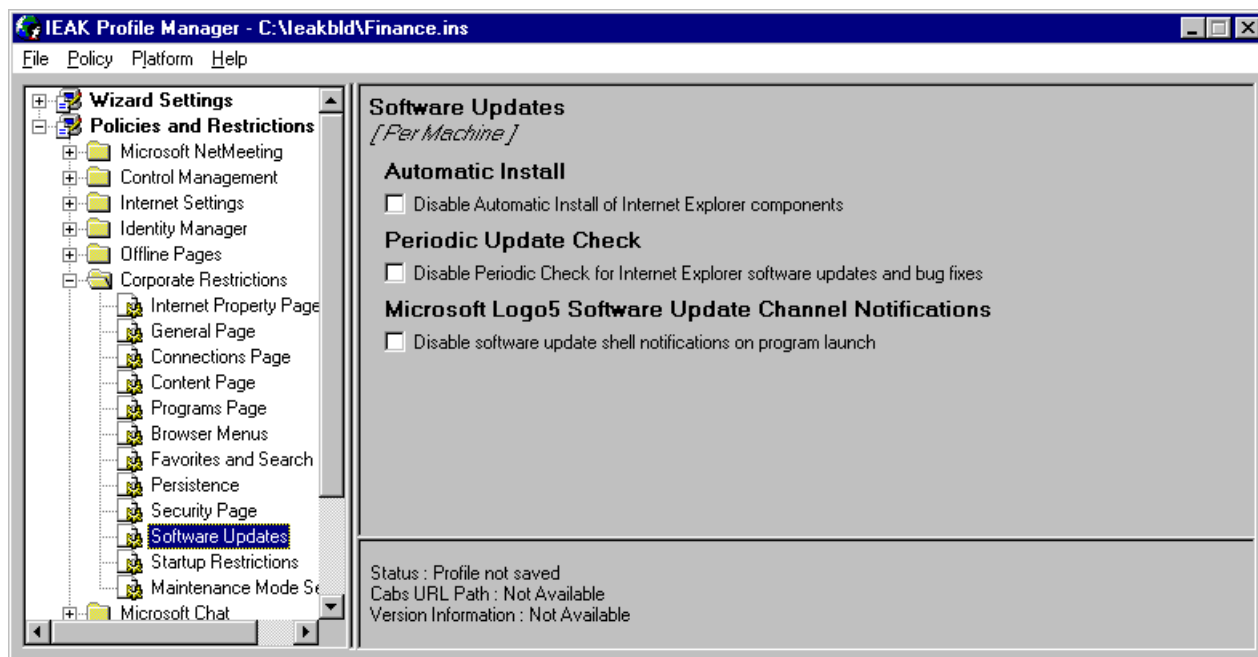 IEAK Profile Manager - C:\Ieakbld\Finance.ins
File Policy Platform Help
Wizard Settings
Policies and Restrictions
Microsoft NetMeeting
Control Management
Internet Settings
Identity Manager
Offline Pages
Corporate Restrictions
Internet Property Page
General Page
Connections Page
Content Page
Programs Page
Browser Menus
Favorites and Search
Persistence
Security Page
Software Updates
Startup Restrictions
Maintenance Mode Se
Microsoft Chat
Software Updates
[Per Machine]
Automatic Install
Disable Automatic Install of Internet Explorer components
Periodic Update Check
Disable Periodic Check for Internet Explorer software updates and bug fixes
Microsoft Logo5 Software Update Channel Notifications
Disable software update shell notifications on program launch
Status : Profile not saved
Cabs URL Path : Not Available
Version Information : Not Available